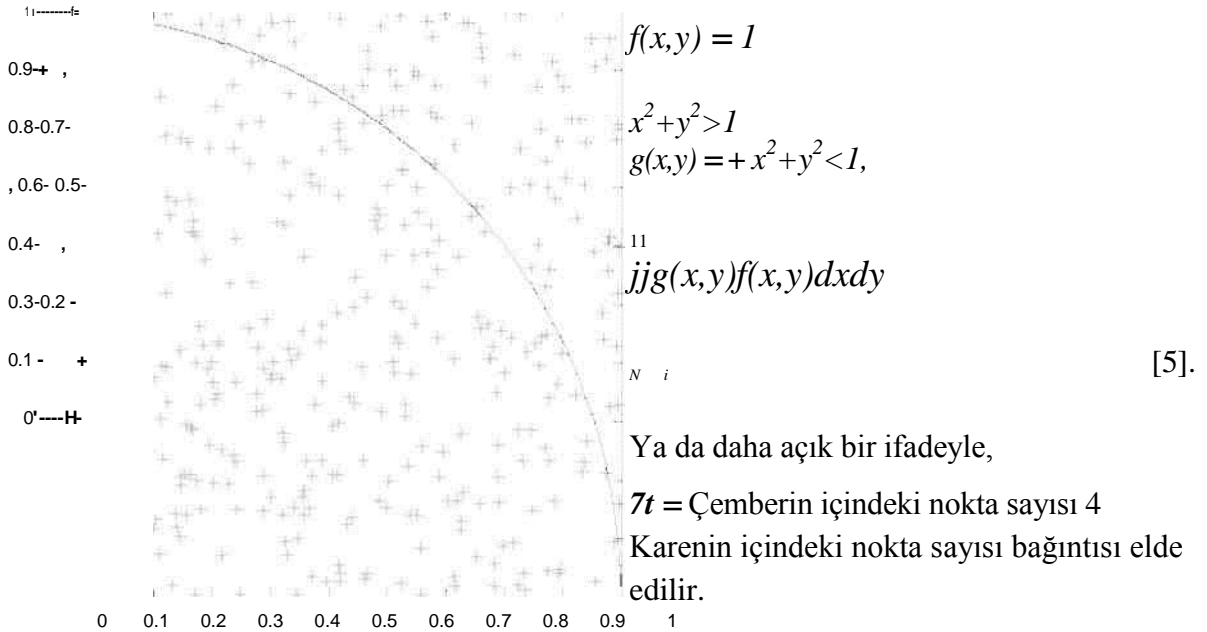 1ı--------f=
0.9-+ ,
0.8-0.7-
, 0.6- 0.5-
0.4- ,
0.3-0.2 -
0.1 - +
0'----H-
0 0.1 0.2 0.3 0.4 0.5 0.6 0.7 0.8 0.9 1
f(x,y) = 1
x²+y²>1
g(x,y) = + x²+y²<1,
11
jjg(x,y)f(x,y)dxdy
N i [5].
Ya da daha açık bir ifadeyle,
7t = Çemberin içindeki nokta sayısı 4
Karenin içindeki nokta sayısı bağıntısı elde
edilir.